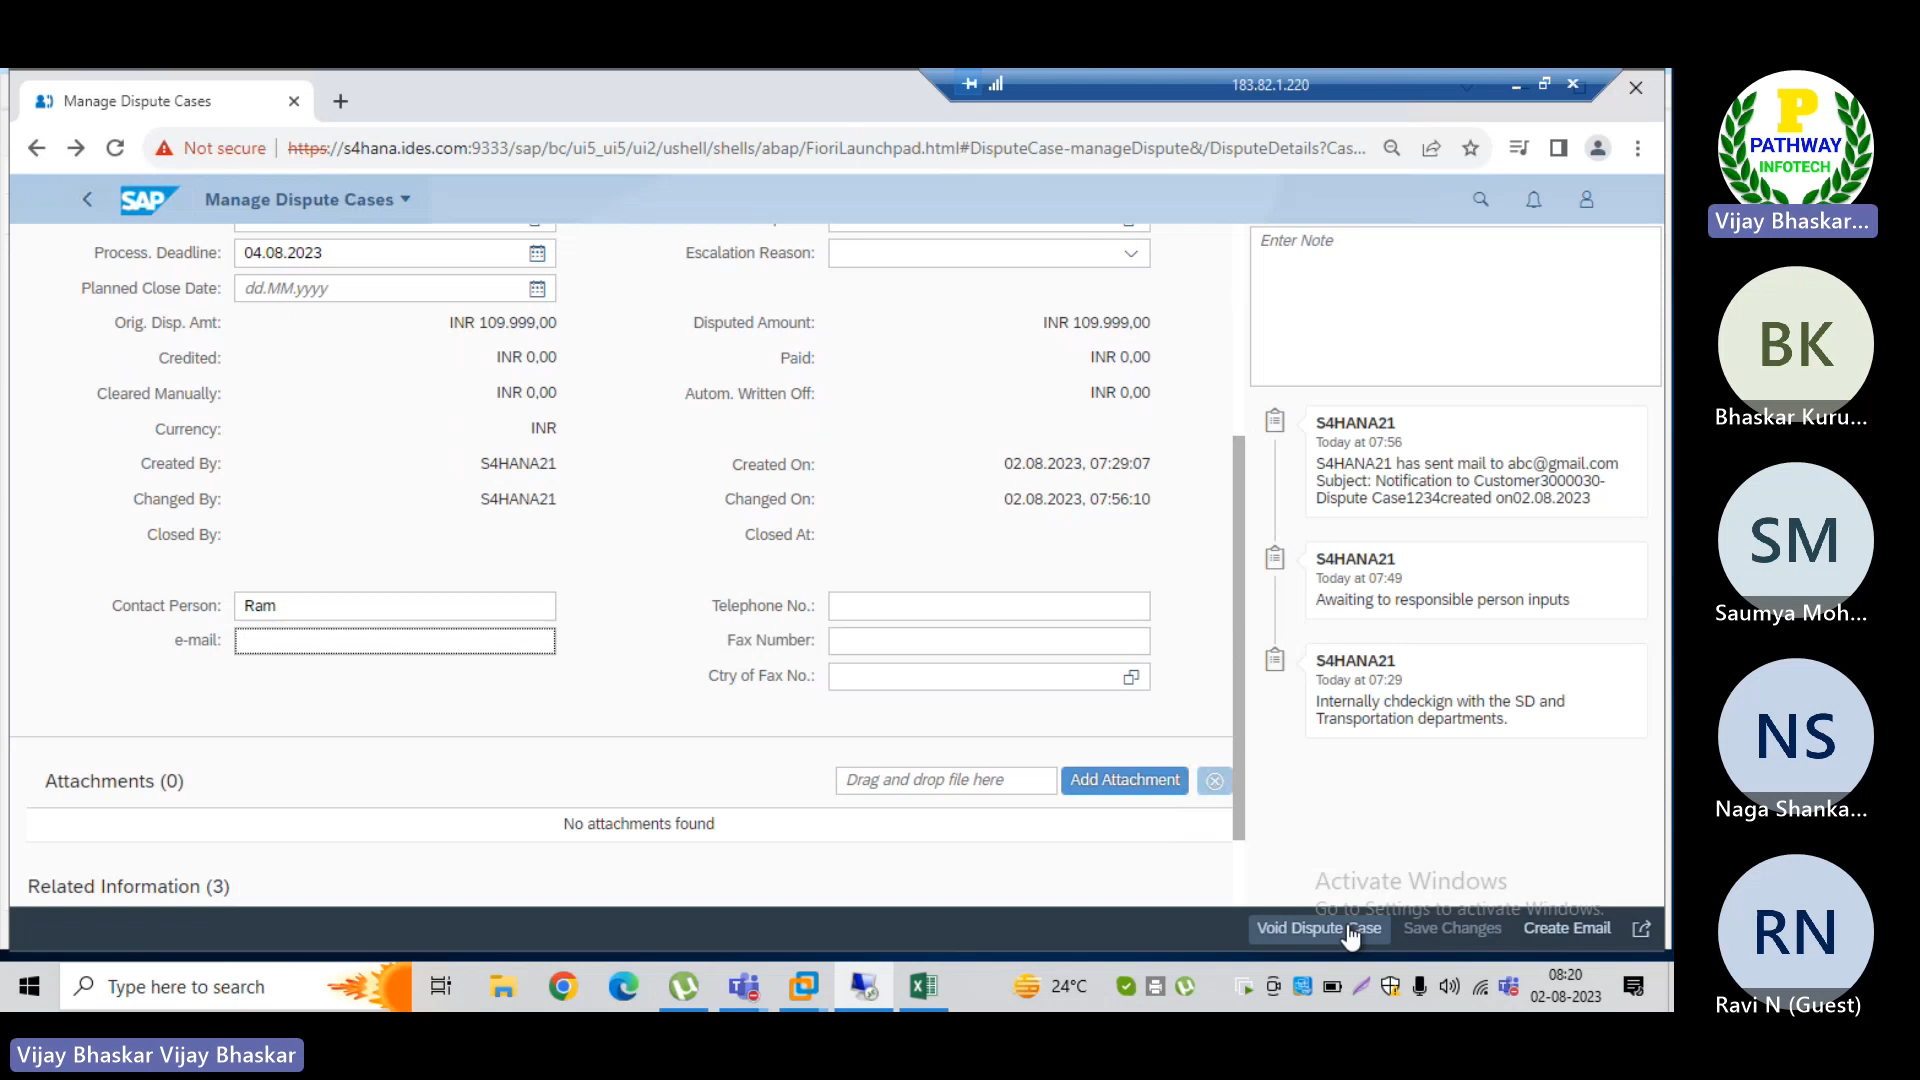 Manage Dispute Cases
183.82.1.220
Not secure
https://s4hana.ides.com:9333/sap/bc/ui5_ui5/ui2/ushell/shells/abap/FioriLaunchpad.html#DisputeCase-manageDispute&/DisputeDetails?Cas...
SAP
Manage Dispute Cases
Process. Deadline: 04.08.2023
Escalation Reason:
Planned Close Date: dd.MM.yyyy
Orig. Disp. Amt: INR 109.999,00
Disputed Amount: INR 109.999,00
Credited: INR 0,00
Paid: INR 0,00
Cleared Manually: INR 0,00
Autom. Written Off: INR 0,00
Currency: INR
Created By: S4HANA21
Created On: 02.08.2023, 07:29:07
Changed By: S4HANA21
Changed On: 02.08.2023, 07:56:10
Closed By:
Closed At:
Contact Person: Ram
Telephone No.:
e-mail:
Fax Number:
Ctry of Fax No.:
Attachments (0)
Drag and drop file here
Add Attachment
No attachments found
Related Information (3)
Enter Note
S4HANA21
Today at 07:56
S4HANA21 has sent mail to abc@gmail.com
Subject: Notification to Customer3000030-
Dispute Case1234created on02.08.2023
S4HANA21
Today at 07:49
Awaiting to responsible person inputs
S4HANA21
Today at 07:29
Internally chdeckign with the SD and
Transportation departments.
Activate Windows
Go to Settings to activate Windows.
Void Dispute Case
Save Changes
Create Email
Type here to search
24°C
08:20
02-08-2023
P
PATHWAY
INFOTECH
Vijay Bhaskar...
BK
Bhaskar Kuru...
SM
Saumya Moh...
NS
Naga Shanka...
RN
Ravi N (Guest)
Vijay Bhaskar Vijay Bhaskar